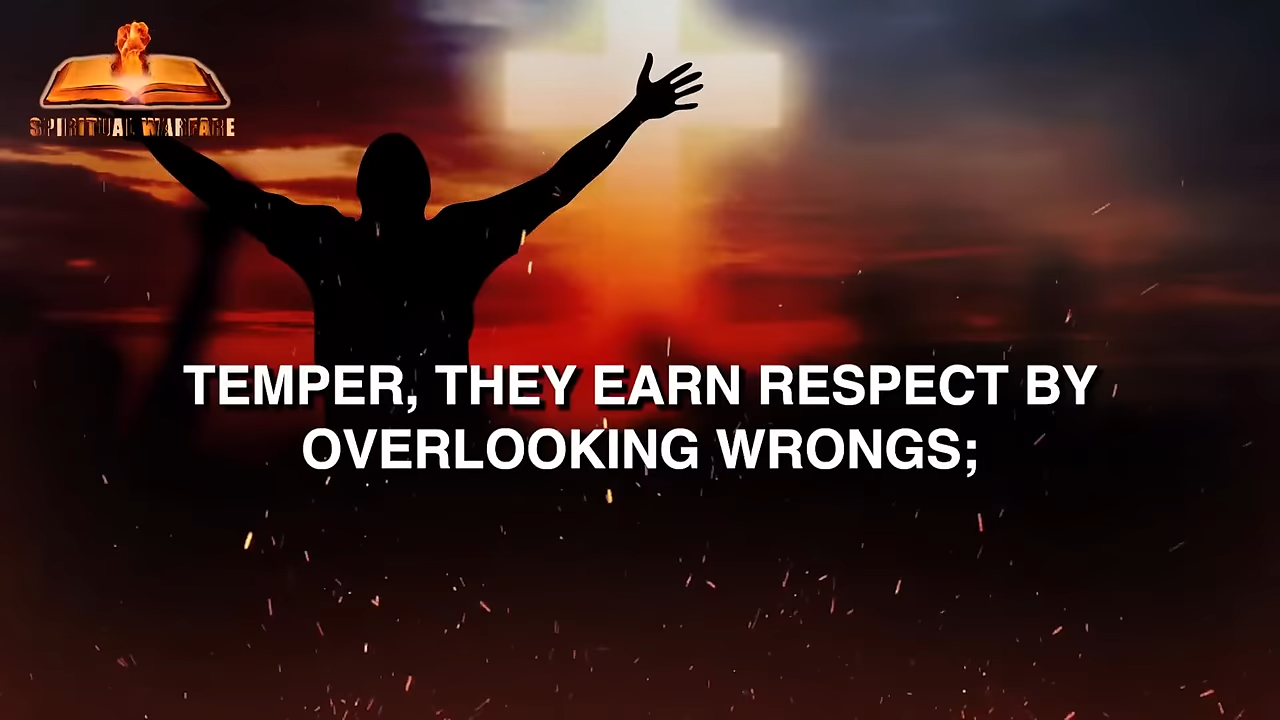 SPIRITUAL WARFARE
TEMPER, THEY EARN RESPECT BY
OVERLOOKING WRONGS;